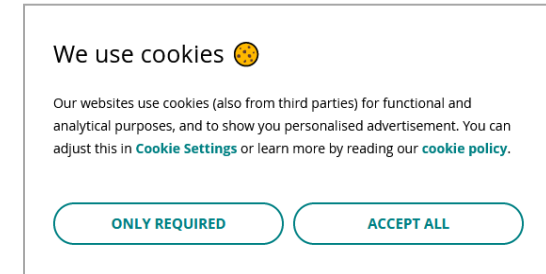 We use cookies 🍪
Our websites use cookies (also from third parties) for functional and
analytical purposes, and to show you personalised advertisement. You can
adjust this in Cookie Settings or learn more by reading our cookie policy.
ONLY REQUIRED
ACCEPT ALL